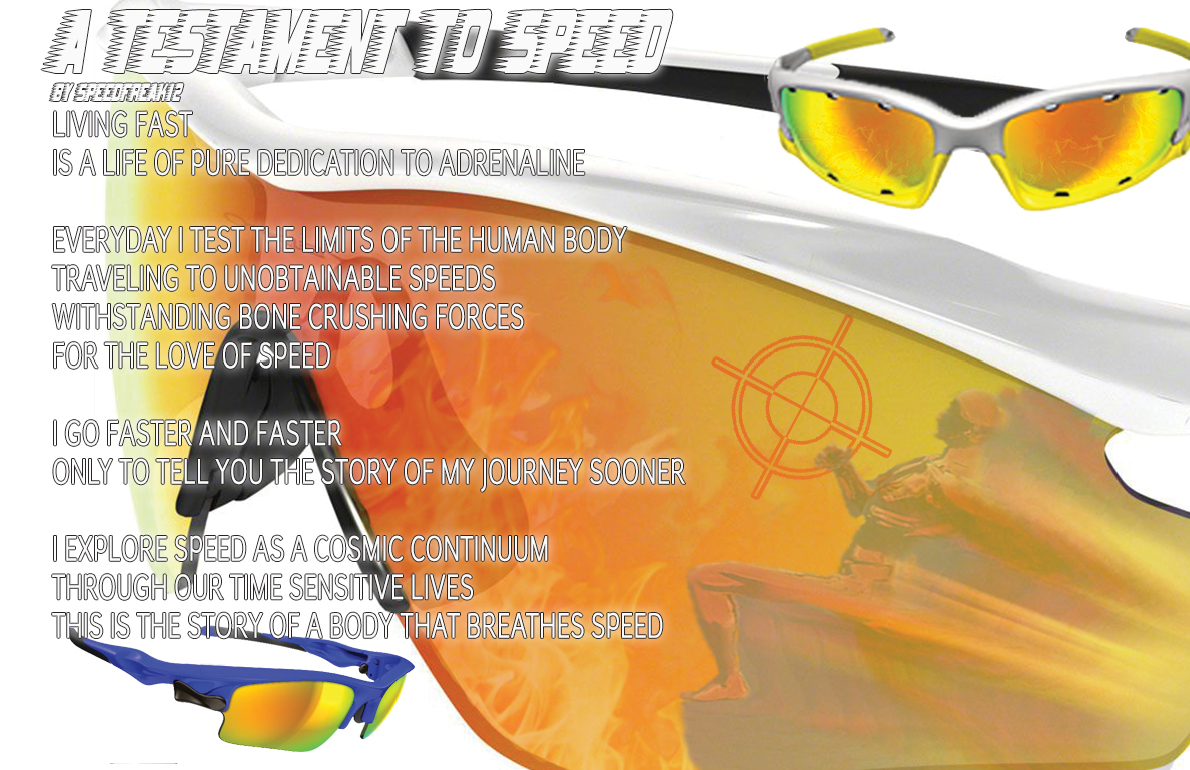 A TESTAMENT TO SPEED
BY SPEEDFREAK12
LIVING FAST
IS A LIFE OF PURE DEDICATION TO ADRENALINE
EVERYDAY I TEST THE LIMITS OF THE HUMAN BODY
TRAVELING TO UNOBTAINABLE SPEEDS
WITHSTANDING BONE CRUSHING FORCES
FOR THE LOVE OF SPEED
I GO FASTER AND FASTER
ONLY TO TELL YOU THE STORY OF MY JOURNEY SOONER
I EXPLORE SPEED AS A COSMIC CONTINUUM
THROUGH OUR TIME SENSITIVE LIVES
THIS IS THE STORY OF A BODY THAT BREATHES SPEED